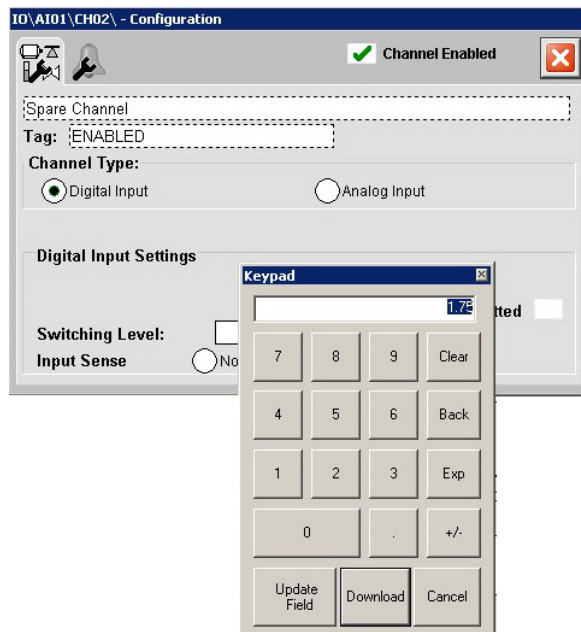 IO\AI01\CH02\ - Configuration
Channel Enabled
Spare Channel
Tag: ENABLED
Channel Type:
Digital Input
Analog Input
Digital Input Settings
Keypad
1.75
Switching Level:
Input Sense
7 8 9 Clear
4 5 6 Back
1 2 3 Exp
0 . +/-
Update
Field
Download
Cancel